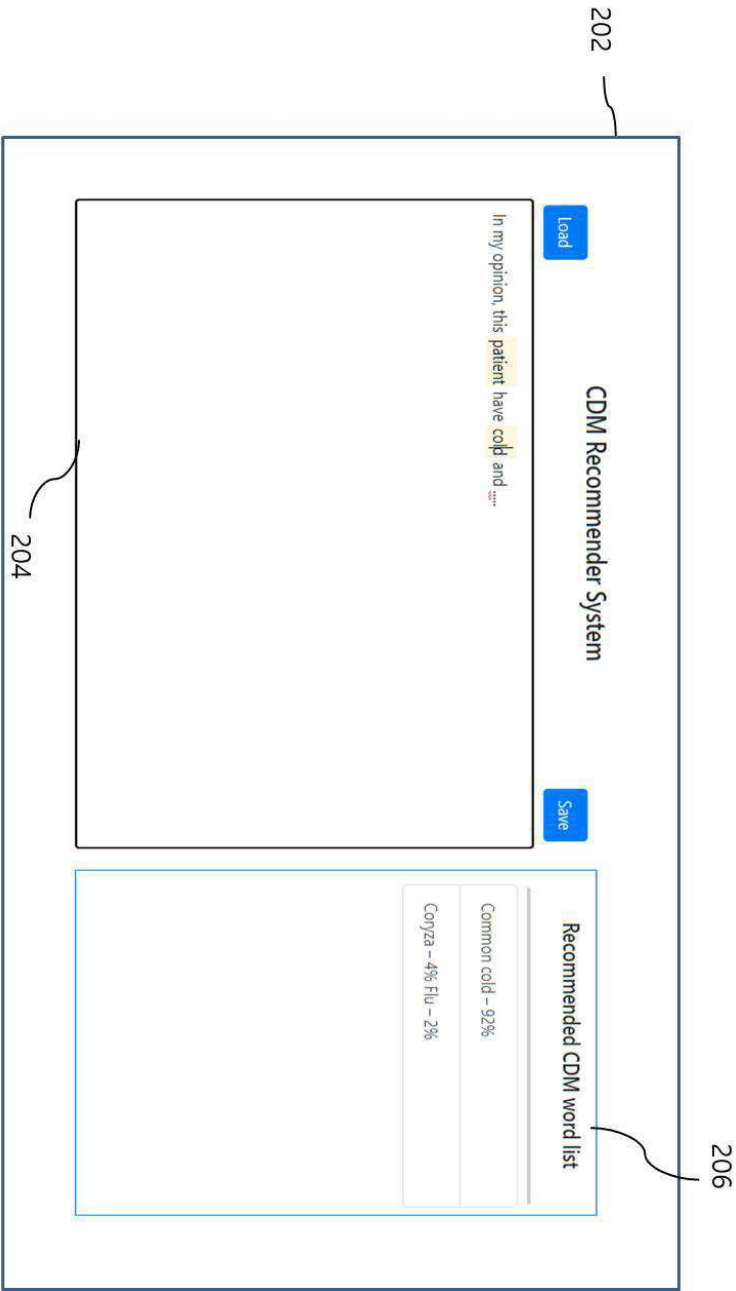 202
CDM Recommender System
Load
Save
In my opinion, this patient have cold and .....
204
206
Recommended CDM word list
Common cold – 92%
Coryza – 4% Flu – 2%